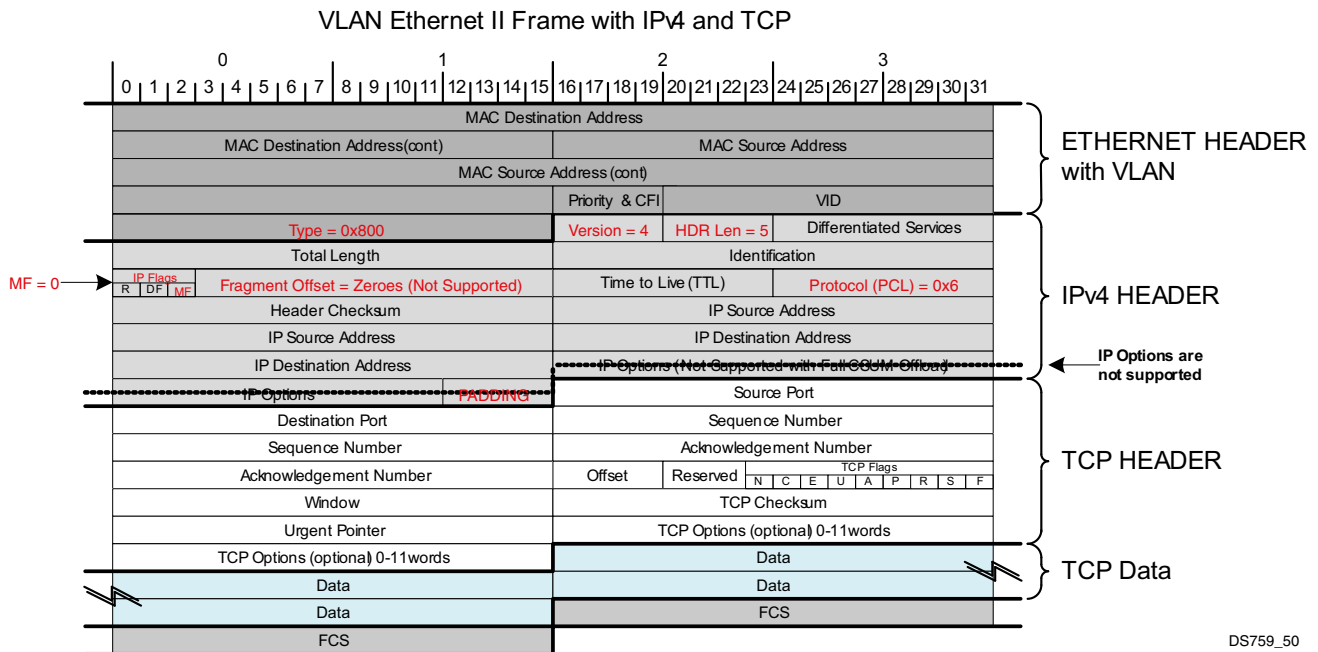 VLAN Ethernet II Frame with IPv4 and TCP
0 1 2 3
0 1 2 3 4 5 6 7 8 9 10 11 12 13 14 15 16 17 18 19 20 21 22 23 24 25 26 27 28 29 30 31
MAC Destination Address
MAC Destination Address(cont) MAC Source Address
MAC Source Address (cont)
Priority & CFI VID
ETHERNET HEADER
with VLAN
Type = 0x800 Version = 4 HDR Len = 5 Differentiated Services
Total Length Identification
MF = 0 IP Flags R DF MF Fragment Offset = Zeroes (Not Supported) Time to Live (TTL) Protocol (PCL) = 0x6
Header Checksum IP Source Address
IP Source Address IP Destination Address
IP Destination Address IP Options (Not Supported with Full CSUM Offload)
IPv4 HEADER
IP Options are
not supported
IP Options PADDING Source Port
Destination Port Sequence Number
Sequence Number Acknowledgement Number
Acknowledgement Number Offset Reserved TCP Flags N C E U A P R S F
Window TCP Checksum
Urgent Pointer TCP Options (optional) 0-11words
TCP HEADER
TCP Options (optional) 0-11words Data
Data Data
Data FCS
TCP Data
FCS
DS759_50